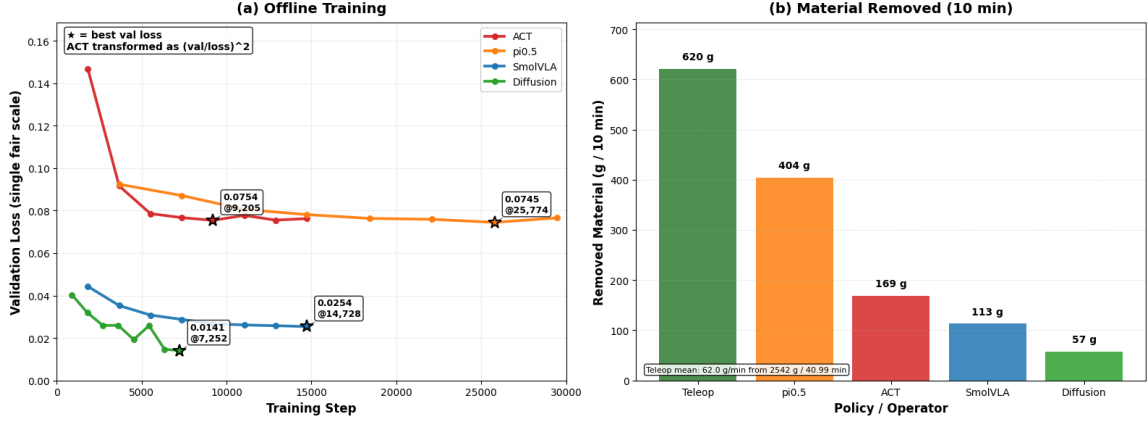 (a) Offline Training
★ = best val loss
ACT transformed as (val/loss)^2
ACT
pi0.5
SmolVLA
Diffusion
0.16
0.14
0.12
0.10
0.08
0.06
0.04
0.02
0.00
Validation Loss (single fair scale)
0.0754
@9,205
0.0745
@25,774
0.0254
@14,728
0.0141
@7,252
0
5000
10000
15000
20000
25000
30000
Training Step
(b) Material Removed (10 min)
700
600
500
400
300
200
100
0
Removed Material (g / 10 min)
620 g
404 g
169 g
113 g
57 g
Teleop mean: 62.0 g/min from 2542 g / 40.99 min
Teleop
pi0.5
ACT
SmolVLA
Diffusion
Policy / Operator